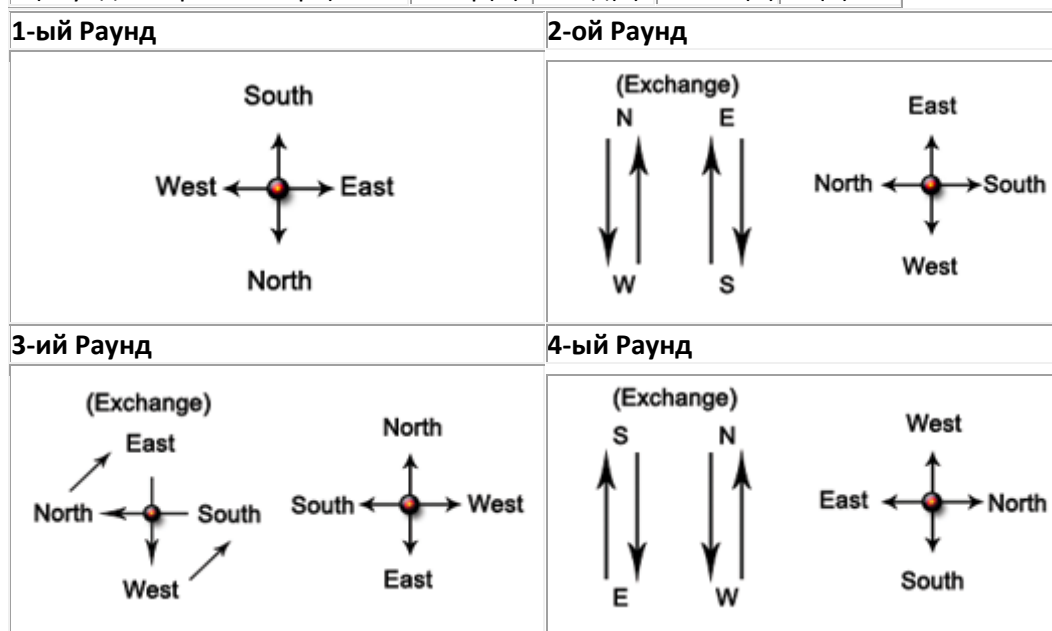 1-ый Раунд
2-ой Раунд
South
West East
North
(Exchange)
N E
W S
East
North South
West
3-ий Раунд
4-ый Раунд
(Exchange)
East
North South
West
North
South West
East
(Exchange)
S N
E W
West
East North
South